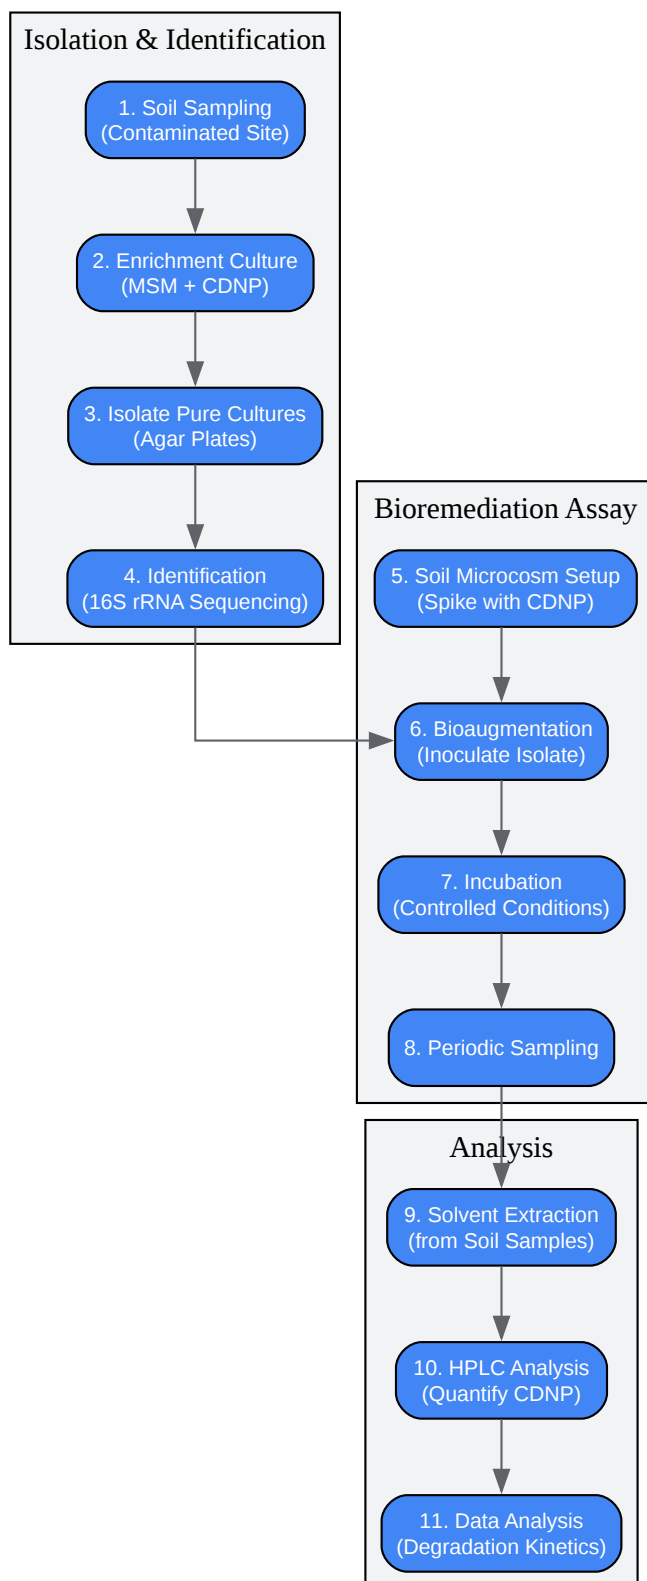 Isolation & Identification
1. Soil Sampling
(Contaminated Site)
2. Enrichment Culture
(MSM + CDNP)
3. Isolate Pure Cultures
(Agar Plates)
4. Identification
(16S rRNA Sequencing)
Bioremediation Assay
5. Soil Microcosm Setup
(Spike with CDNP)
6. Bioaugmentation
(Inoculate Isolate)
7. Incubation
(Controlled Conditions)
8. Periodic Sampling
Analysis
9. Solvent Extraction
(from Soil Samples)
10. HPLC Analysis
(Quantify CDNP)
11. Data Analysis
(Degradation Kinetics)